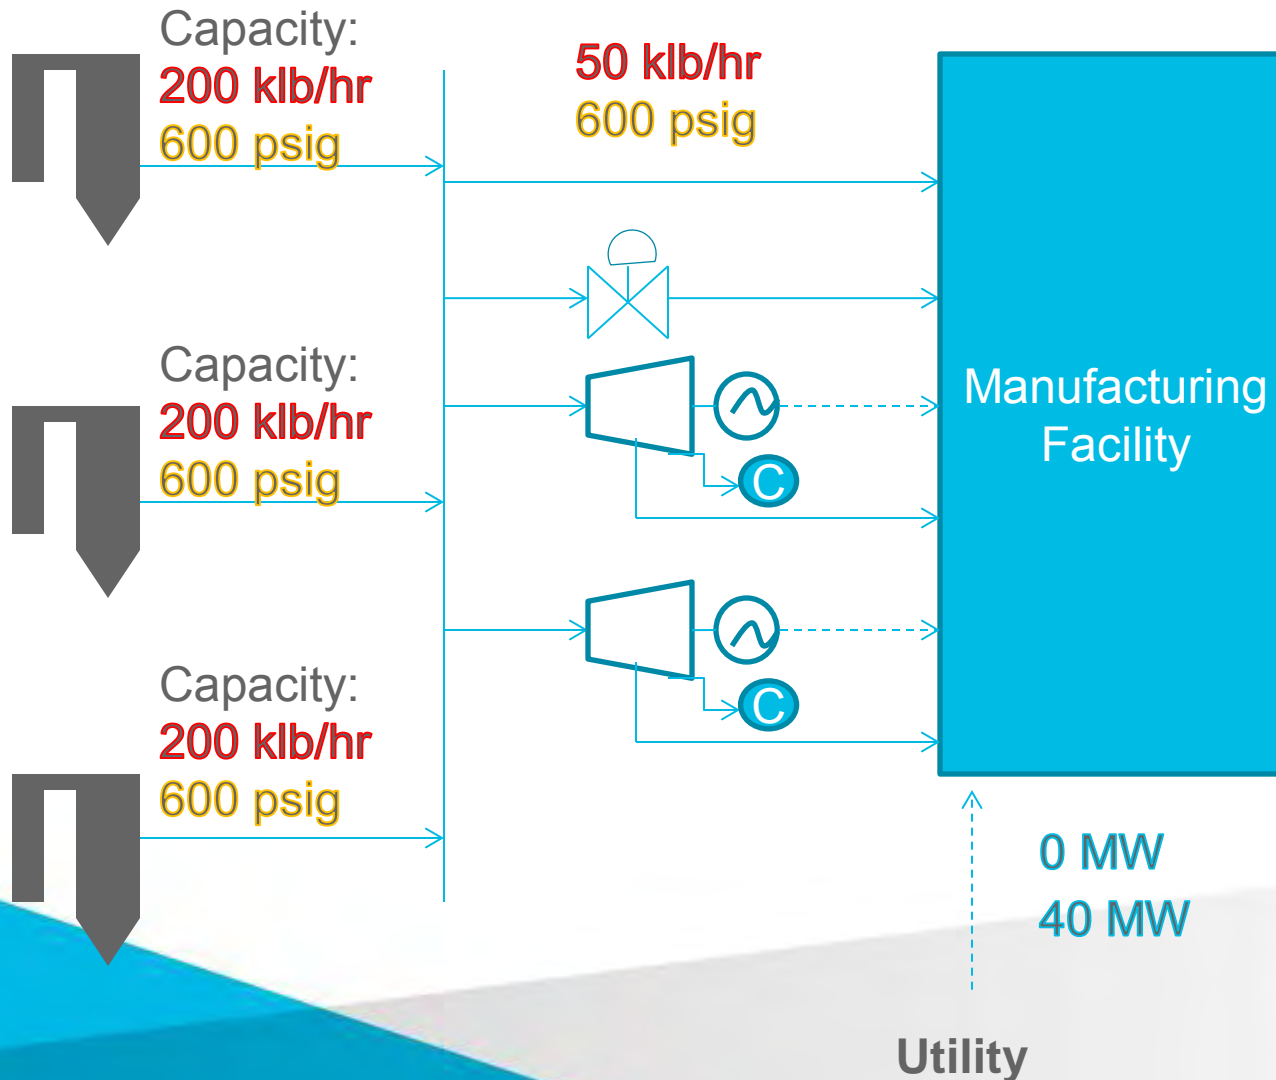 Capacity:
200 klb/hr
600 psig
50 klb/hr
600 psig
Capacity:
200 klb/hr
600 psig
Manufacturing
Facility
C
C
Capacity:
200 klb/hr
600 psig
0 MW
40 MW
Utility